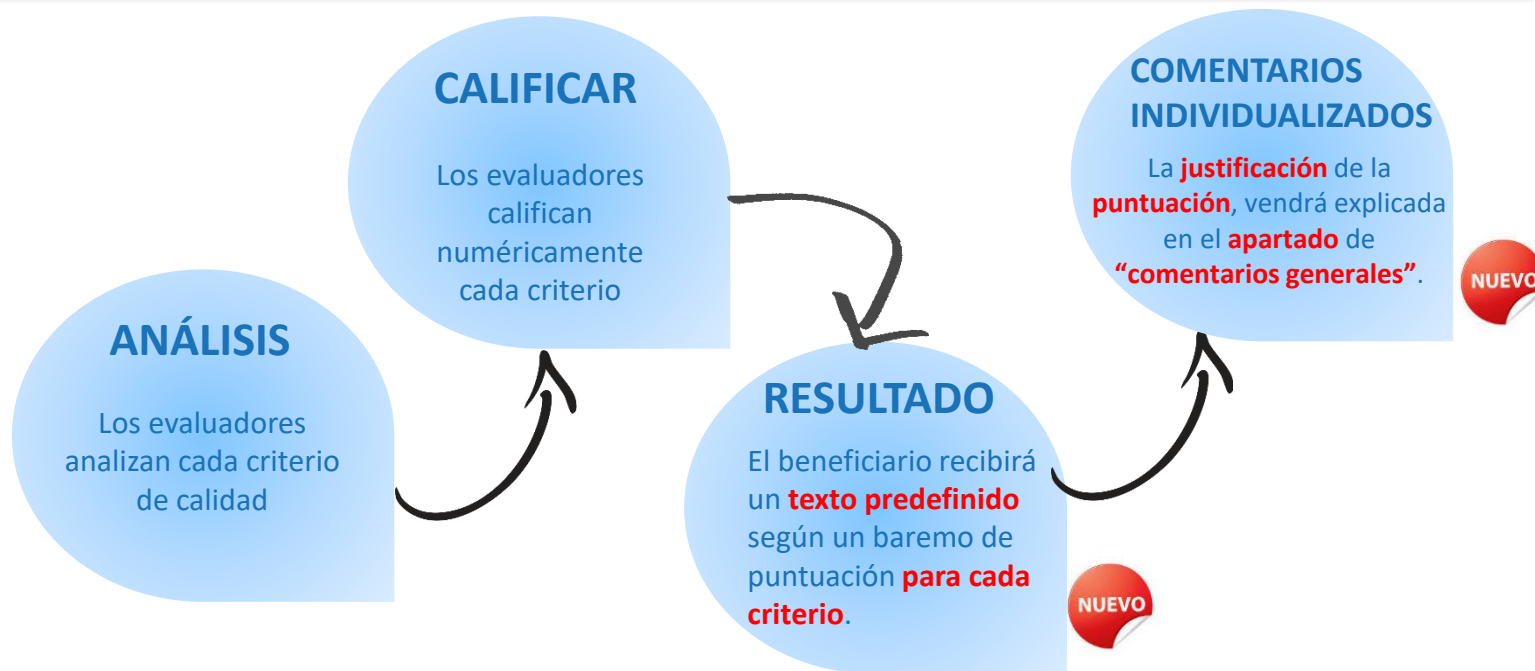 ANÁLISIS
Los evaluadores
analizan cada criterio
de calidad
CALIFICAR
Los evaluadores
califican
numéricamente
cada criterio
RESULTADO
El beneficiario recibirá
un texto predefinido
según un baremo de
puntuación para cada
criterio.
NUEVO
COMENTARIOS
INDIVIDUALIZADOS
La justificación de la
puntuación, vendrá explicada
en el apartado de
“comentarios generales”.
NUEVO